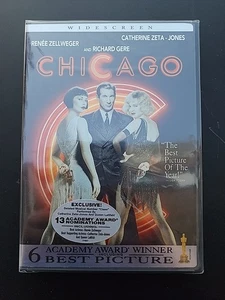 WIDESCREEN
CATHERINE ZETA-JONES
RENÉE ZELLWEGER
AND RICHARD GERE
CHICAGO
"The
Best
Picture Of The
Year!"
EXCLUSIVE!
13 ACADEMY AWARD
NOMINATIONS
6 ACADEMY AWARD WINNER
BEST PICTURE